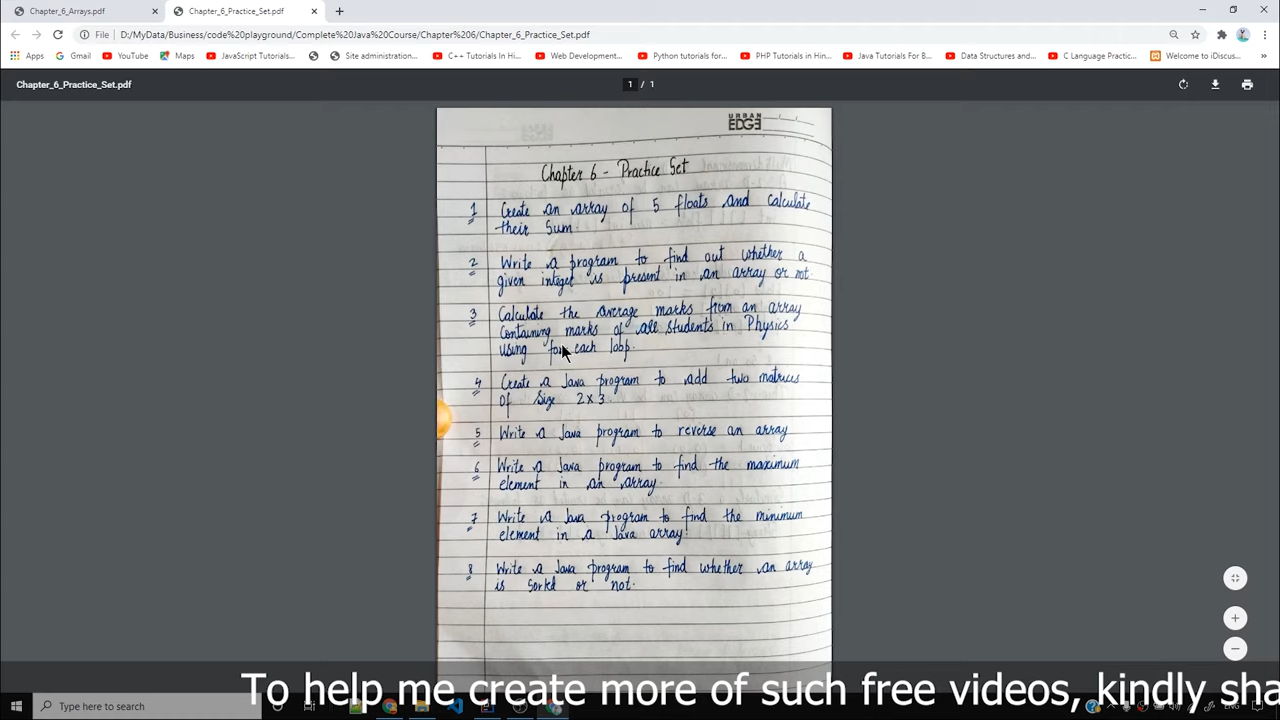 Chapter_6_Arrays.pdf
Chapter_6_Practice_Set.pdf
File D:/MyData/Business/code%20playground/Complete%20Java%20Course/Chapter%206/Chapter_6_Practice_Set.pdf
Apps Gmail YouTube Maps JavaScript Tutorials... Site administration... C++ Tutorials In Hi... Web Development... Python tutorials for... PHP Tutorials in Hin... Java Tutorials For B... Data Structures and... C Language Practic... Welcome to iDiscus...
Chapter_6_Practice_Set.pdf 1 / 1
URBAN
EDGE
Chapter 6 - Practice Set
1 Create an array of 5 floats and calculate
their sum.
2 Write a program to find out whether a
given integer is present in an array or not.
3 Calculate the average marks from an array
containing marks of all students in Physics
using for each loop.
4 Create a Java program to add two matrices
of size 2x3.
5 Write a Java program to reverse an array
6 Write a Java program to find the maximum
element in an array.
7 Write a Java program to find the minimum
element in a Java array.
8 Write a Java program to find whether an array
is sorted or not.
To help me create more of such free videos, kindly sha
Type here to search
ENG